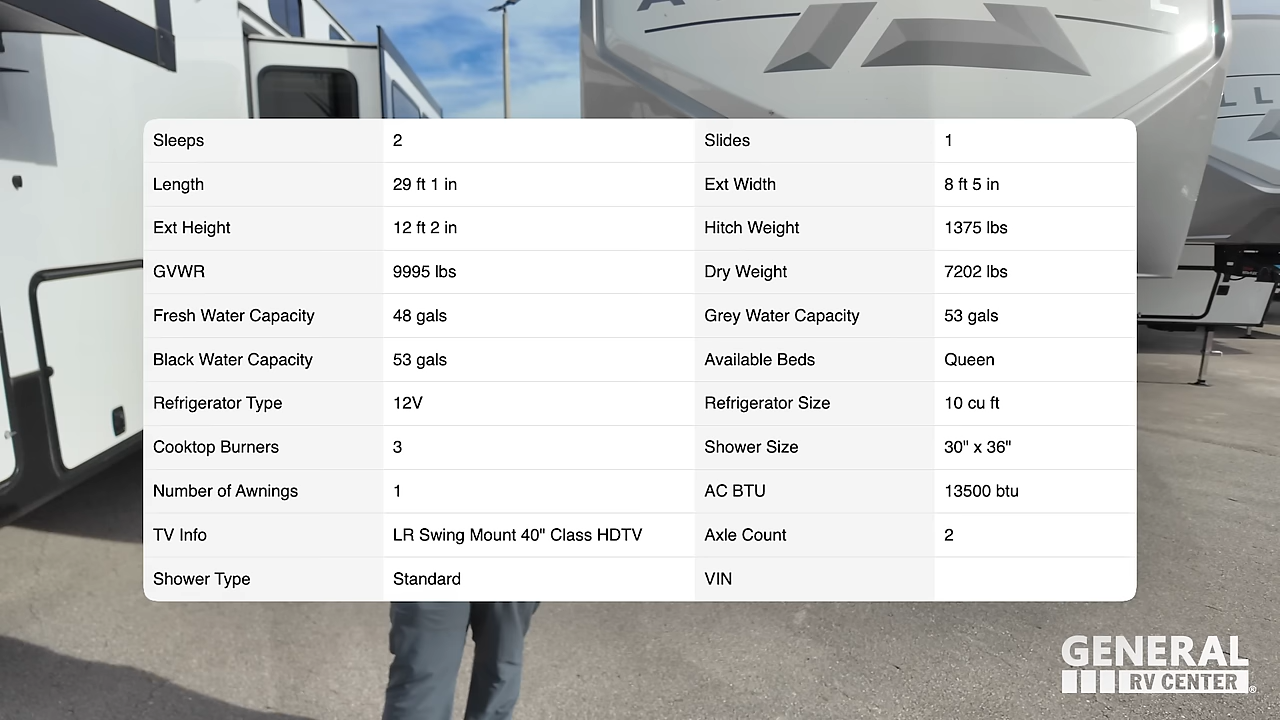 Sleeps 2 Slides 1
Length 29 ft 1 in Ext Width 8 ft 5 in
Ext Height 12 ft 2 in Hitch Weight 1375 lbs
GVWR 9995 lbs Dry Weight 7202 lbs
Fresh Water Capacity 48 gals Grey Water Capacity 53 gals
Black Water Capacity 53 gals Available Beds Queen
Refrigerator Type 12V Refrigerator Size 10 cu ft
Cooktop Burners 3 Shower Size 30" x 36"
Number of Awnings 1 AC BTU 13500 btu
TV Info LR Swing Mount 40" Class HDTV Axle Count 2
Shower Type Standard VIN
GENERAL
RV CENTER®